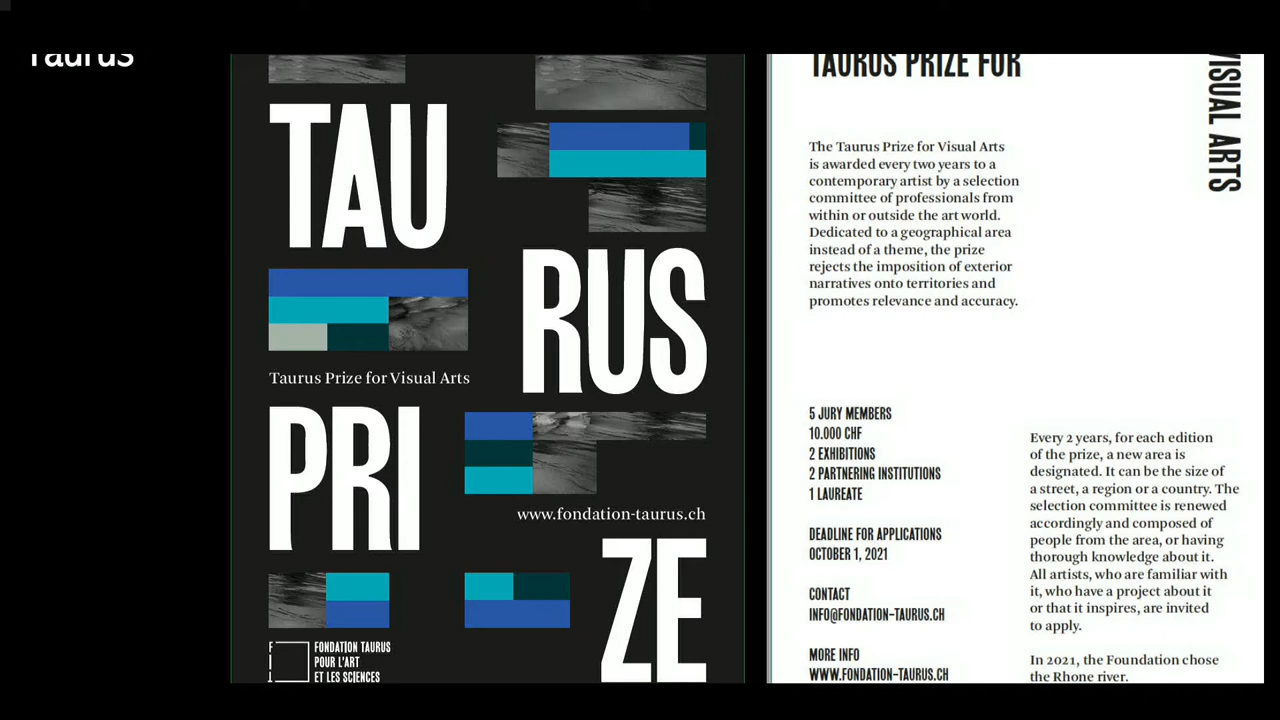 Taurus
TAU
RUS
Taurus Prize for Visual Arts
PRI
www.fondation-taurus.ch
ZE
FONDATION TAURUS
POUR L'ART
ET LES SCIENCES
TAURUS PRIZE FOR
VISUAL ARTS
The Taurus Prize for Visual Arts
is awarded every two years to a
contemporary artist by a selection
committee of professionals from
within or outside the art world.
Dedicated to a geographical area
instead of a theme, the prize
rejects the imposition of exterior
narratives onto territories and
promotes relevance and accuracy.
5 JURY MEMBERS
10.000 CHF
2 EXHIBITIONS
2 PARTNERING INSTITUTIONS
1 LAUREATE
DEADLINE FOR APPLICATIONS
OCTOBER 1, 2021
CONTACT
INFO@FONDATION-TAURUS.CH
MORE INFO
WWW.FONDATION-TAURUS.CH
Every 2 years, for each edition
of the prize, a new area is
designated. It can be the size of
a street, a region or a country. The
selection committee is renewed
accordingly and composed of
people from the area, or having
thorough knowledge about it.
All artists, who are familiar with
it, who have a project about it
or that it inspires, are invited
to apply.
In 2021, the Foundation chose
the Rhone river.